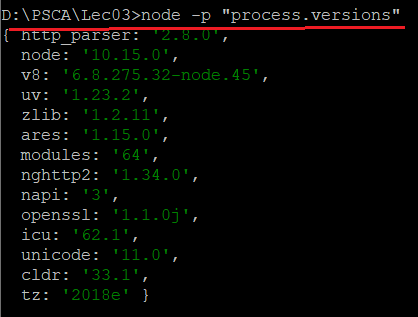 D:\PSCA\Lec03>node -p "process.versions"
{ http_parser: '2.8.0',
  node: '10.15.0',
  v8: '6.8.275.32-node.45',
  uv: '1.23.2',
  zlib: '1.2.11',
  ares: '1.15.0',
  modules: '64',
  nghttp2: '1.34.0',
  napi: '3',
  openssl: '1.1.0j',
  icu: '62.1',
  unicode: '11.0',
  cldr: '33.1',
  tz: '2018e' }